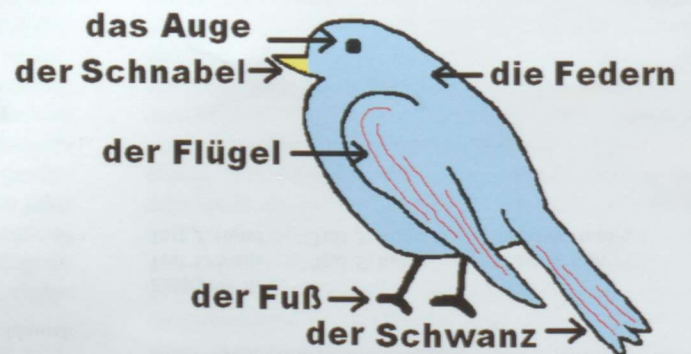 das Auge
der Schnabel
die Federn
der Flügel
der Fuß
der Schwanz